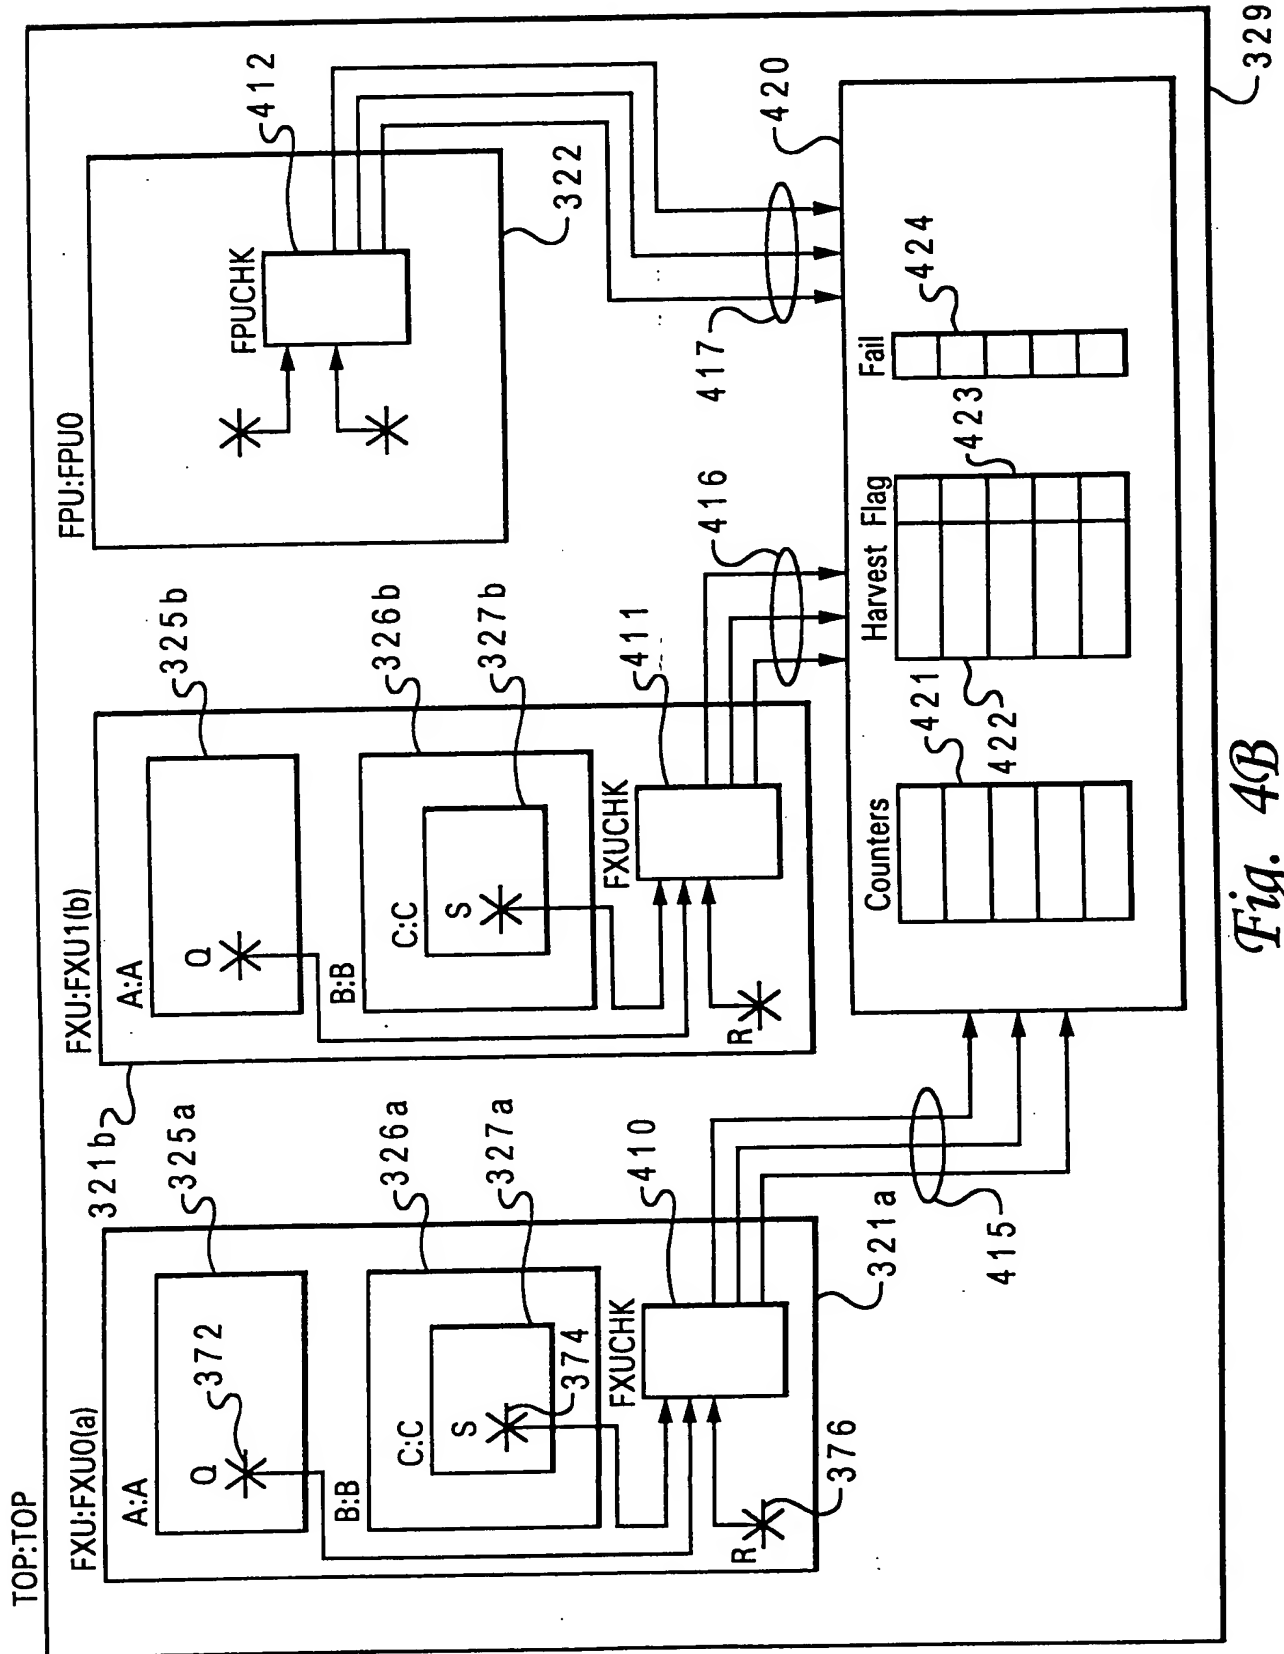 TOP:TOP
329
FXU:FXU0(a)
321a
A:A
325a
Q
372
B:B
326a
C:C
327a
S
374
FXUCHK
410
R
376
415
FXU:FXU1(b)
321b
A:A
325b
Q
B:B
326b
C:C
327b
S
FXUCHK
411
R
416
FPU:FPU0
322
FPUCHK
412
417
420
Counters
421
Harvest Flag
422
423
Fail
424
Fig. 4B